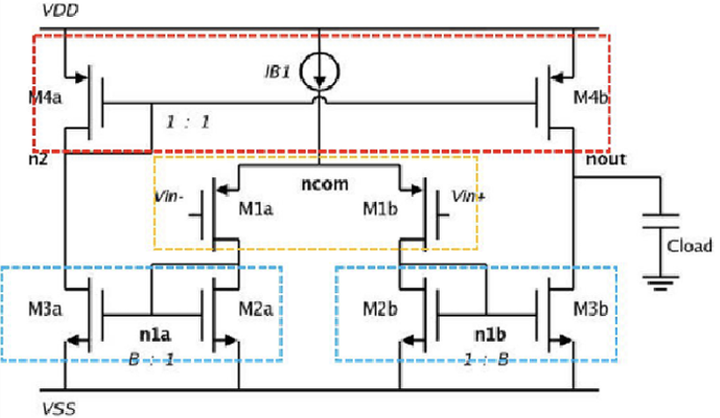 VDD
IB1
M4a
M4b
1 : 1
n2
nout
ncom
Vin-
Vin+
M1a
M1b
Cload
M3a
M2a
M2b
M3b
n1a
n1b
B : 1
1 : B
VSS